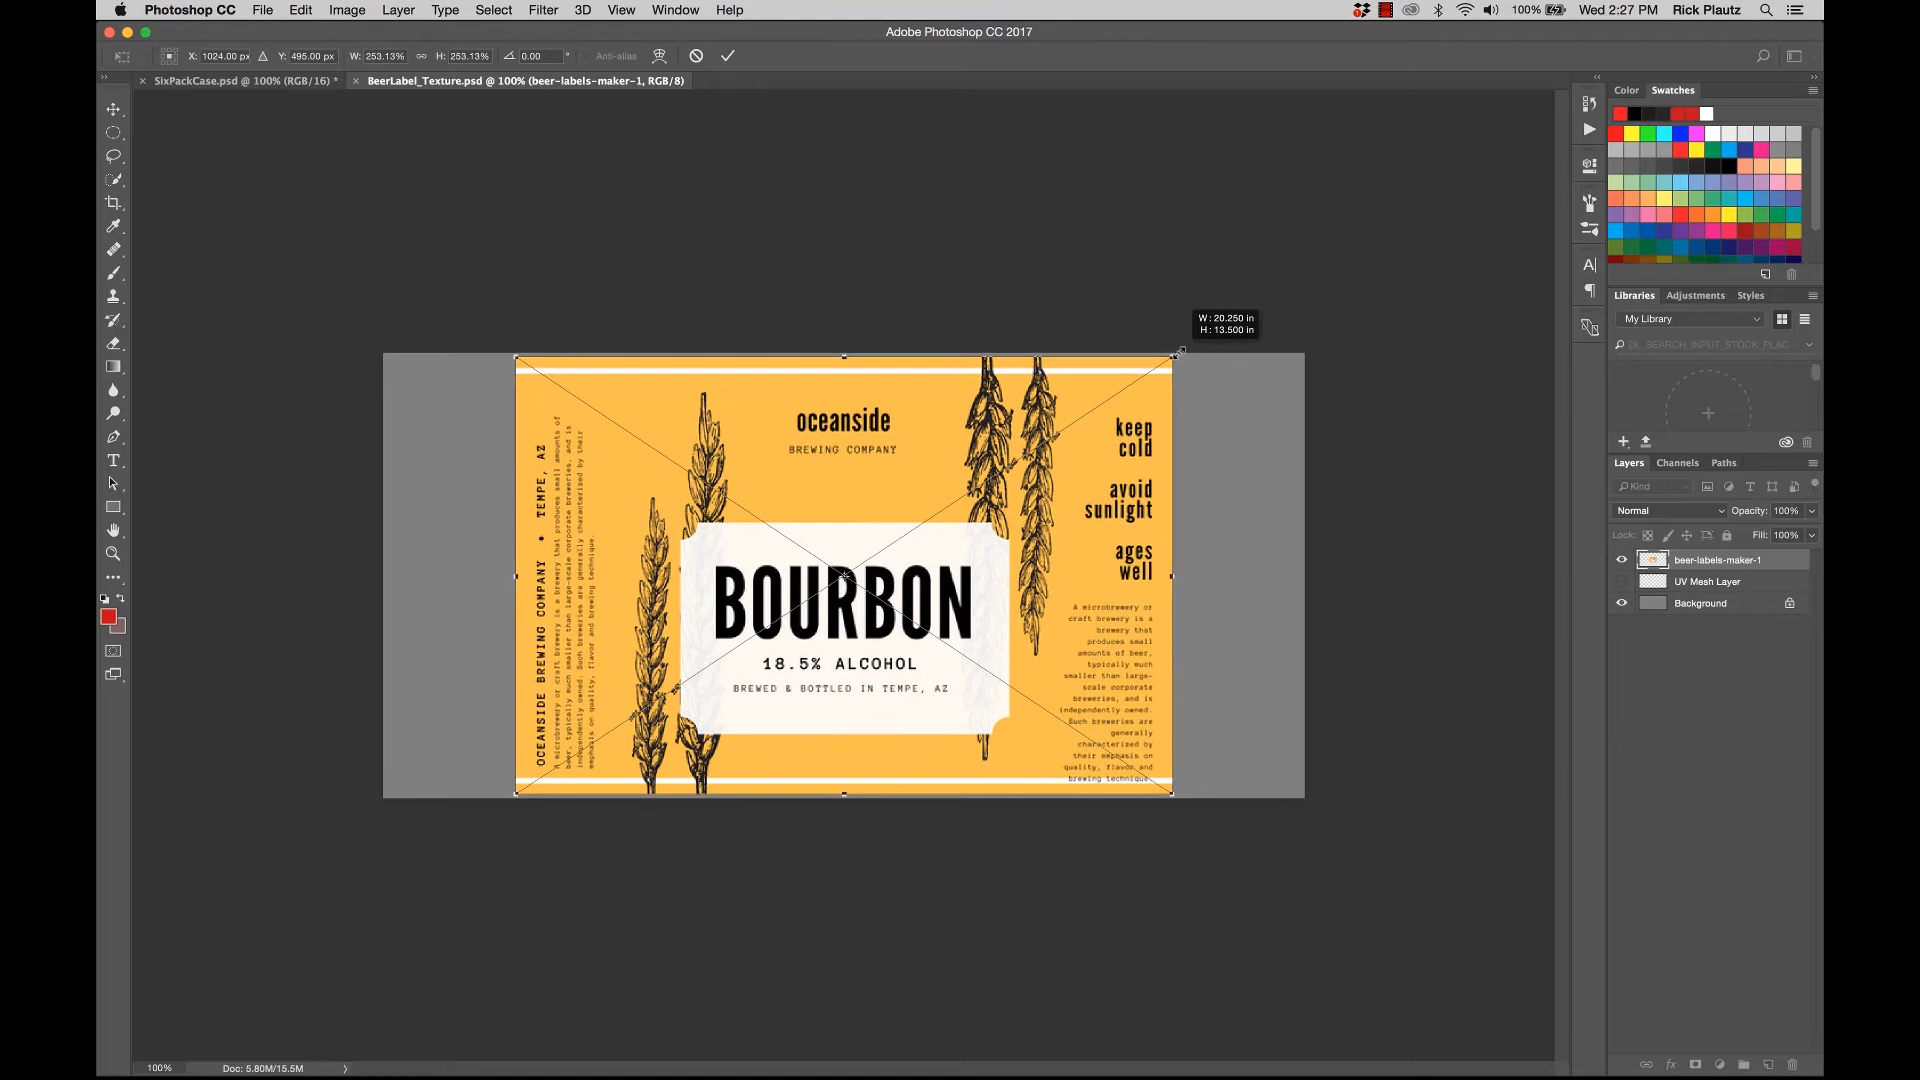 Photoshop CC File Edit Image Layer Type Select Filter 3D View Window Help 100% Wed 2:27 PM Rick Plautz
Adobe Photoshop CC 2017
X: 1024.00 px Y: 495.00 px W: 253.13% H: 253.13% 0.00 ° Anti-alias
SixPackCase.psd @ 100% (RGB/16) * BeerLabel_Texture.psd @ 100% (beer-labels-maker-1, RGB/8)
Color Swatches
Libraries Adjustments Styles
My Library
DL_SEARCH_INPUT_STOCK_PLAC
Layers Channels Paths
Kind
Normal Opacity: 100%
Lock: Fill: 100%
beer-labels-maker-1
UV Mesh Layer
Background
W: 20.250 in
H: 13.500 in
OCEANSIDE BREWING COMPANY • TEMPE, AZ
A microbrewery or craft brewery is a brewery that produces small amounts of
beer, typically much smaller than large-scale corporate breweries, and is
independently owned. Such breweries are generally characterized by their
emphasis on quality, flavor and brewing technique.
oceanside
BREWING COMPANY
BOURBON
18.5% ALCOHOL
BREWED & BOTTLED IN TEMPE, AZ
keep
cold
avoid
sunlight
ages
well
A microbrewery or
craft brewery is a
brewery that
produces small
amounts of beer,
typically much
smaller than large-
scale corporate
breweries, and is
independently owned.
Such breweries are
generally
characterized by
their emphasis on
quality, flavor and
brewing technique.
100% Doc: 5.80M/15.5M